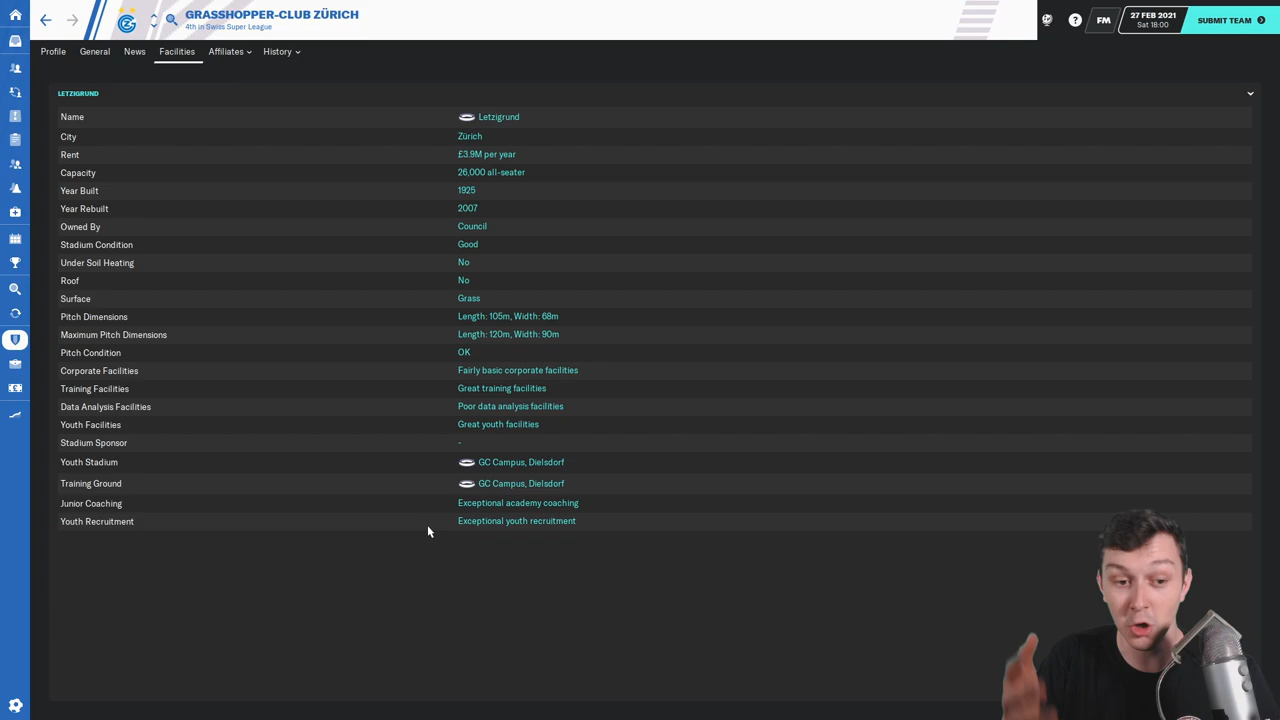 GRASSHOPPER-CLUB ZÜRICH
4th in Swiss Super League
FM
27 FEB 2021
Sat 18:00
SUBMIT TEAM
Profile General News Facilities Affiliates History
LETZIGRUND
Name Letzigrund
City Zürich
Rent £3.9M per year
Capacity 26,000 all-seater
Year Built 1925
Year Rebuilt 2007
Owned By Council
Stadium Condition Good
Under Soil Heating No
Roof No
Surface Grass
Pitch Dimensions Length: 105m, Width: 68m
Maximum Pitch Dimensions Length: 120m, Width: 90m
Pitch Condition OK
Corporate Facilities Fairly basic corporate facilities
Training Facilities Great training facilities
Data Analysis Facilities Poor data analysis facilities
Youth Facilities Great youth facilities
Stadium Sponsor -
Youth Stadium GC Campus, Dielsdorf
Training Ground GC Campus, Dielsdorf
Junior Coaching Exceptional academy coaching
Youth Recruitment Exceptional youth recruitment